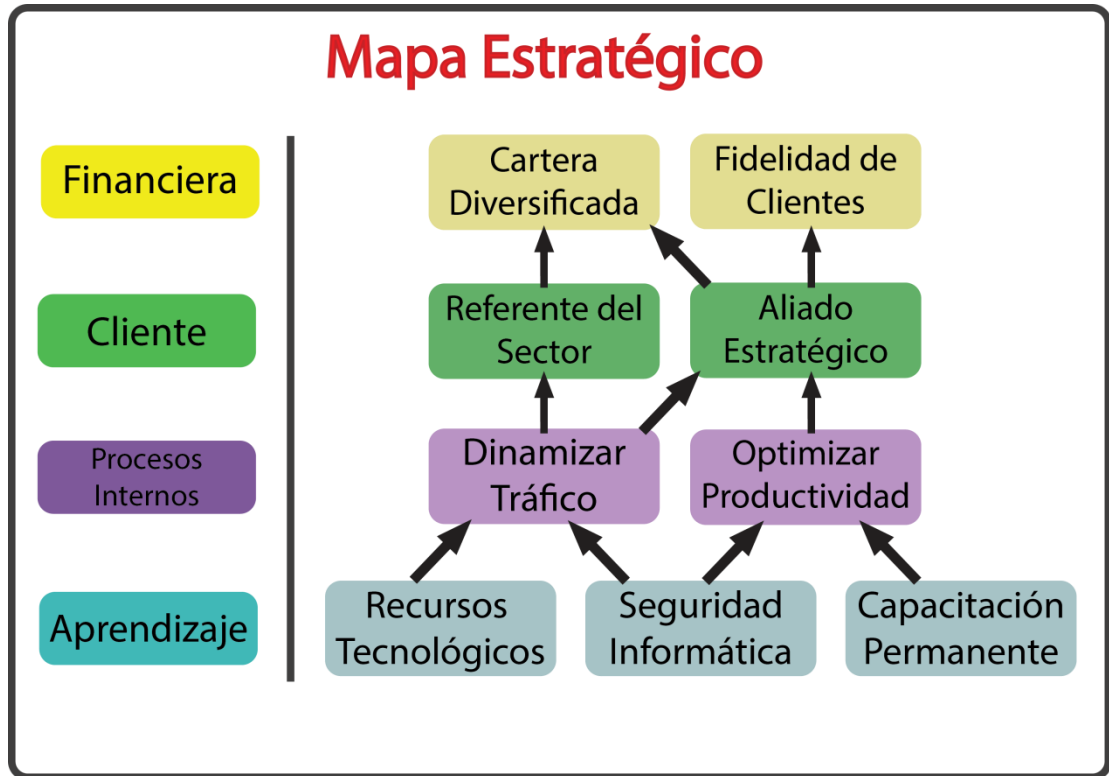 Mapa Estratégico
Financiera
Cartera
Diversificada
Fidelidad de
Clientes
Cliente
Referente del
Sector
Aliado
Estratégico
Procesos
Internos
Dinamizar
Tráfico
Optimizar
Productividad
Aprendizaje
Recursos
Tecnológicos
Seguridad
Informática
Capacitación
Permanente